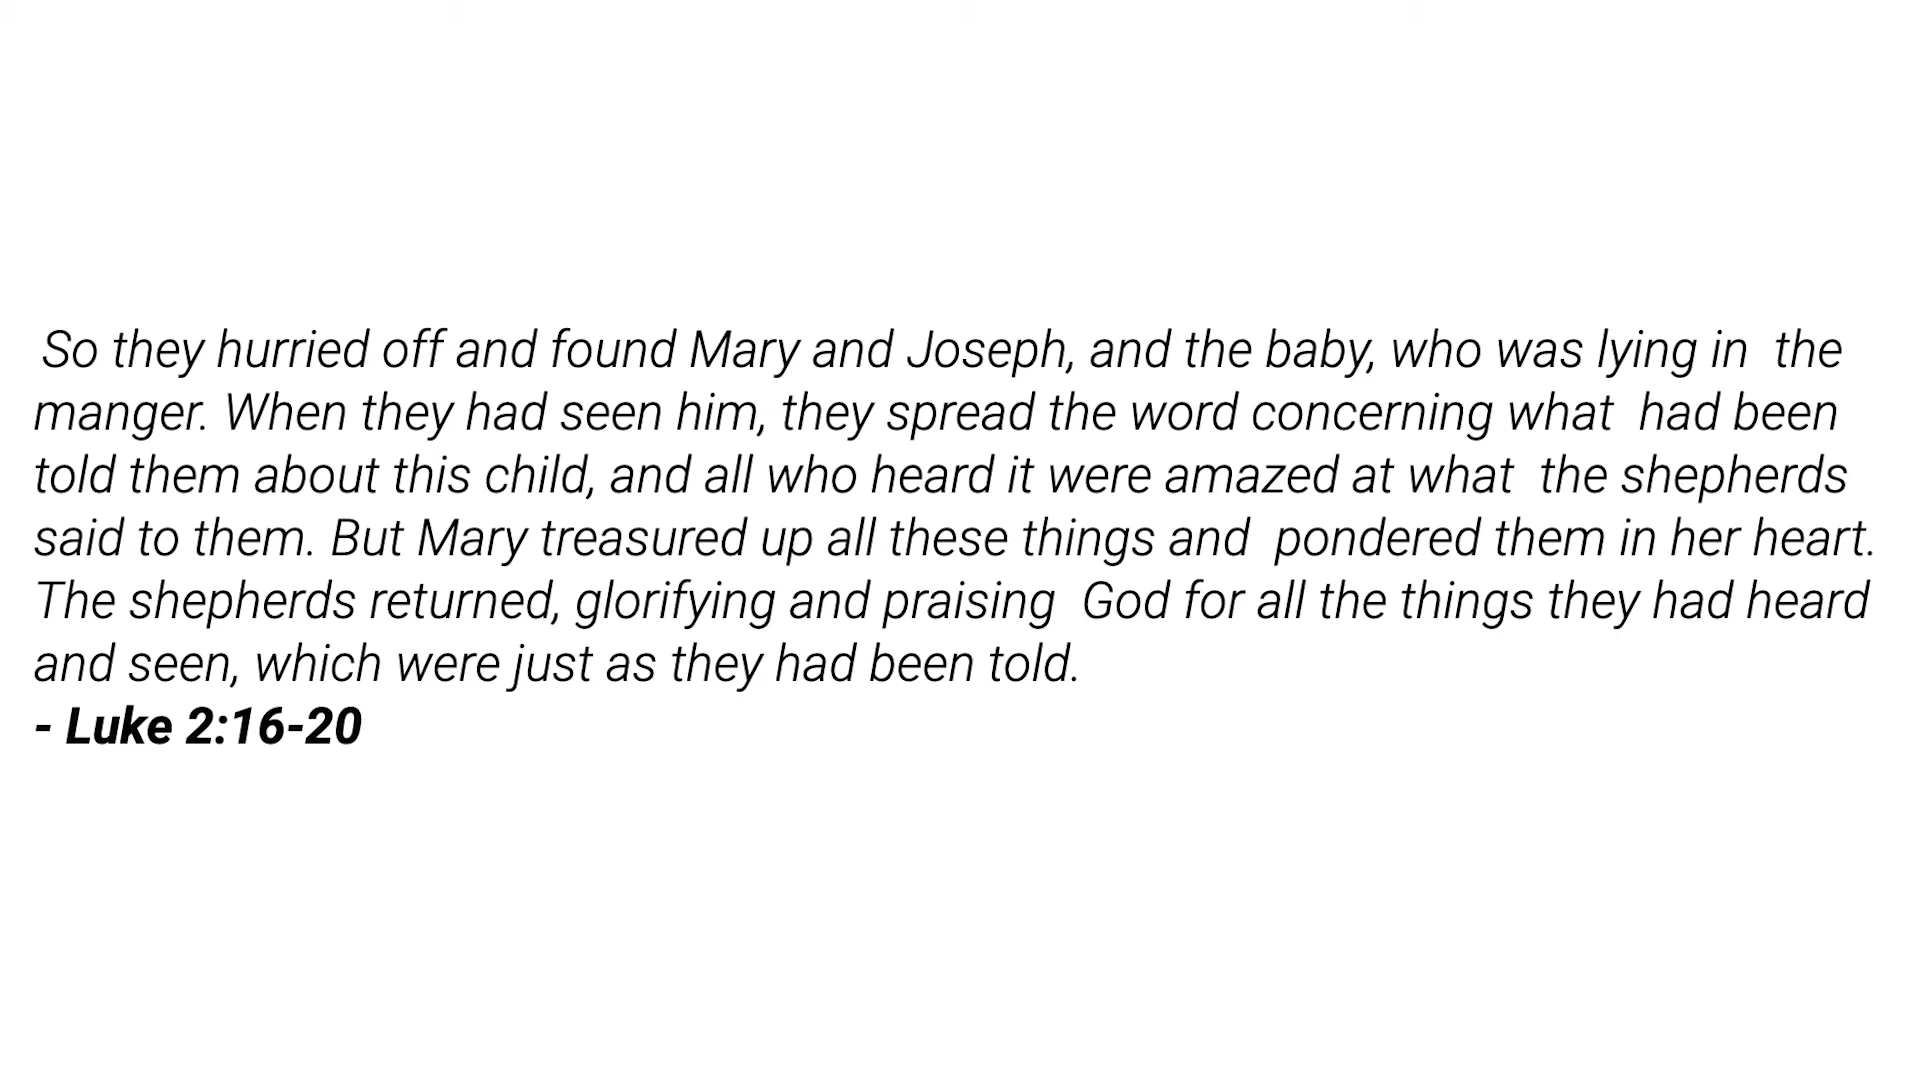 So they hurried off and found Mary and Joseph, and the baby, who was lying in  the
manger. When they had seen him, they spread the word concerning what  had been
told them about this child, and all who heard it were amazed at what  the shepherds
said to them. But Mary treasured up all these things and  pondered them in her heart.
The shepherds returned, glorifying and praising  God for all the things they had heard
and seen, which were just as they had been told.
- Luke 2:16-20